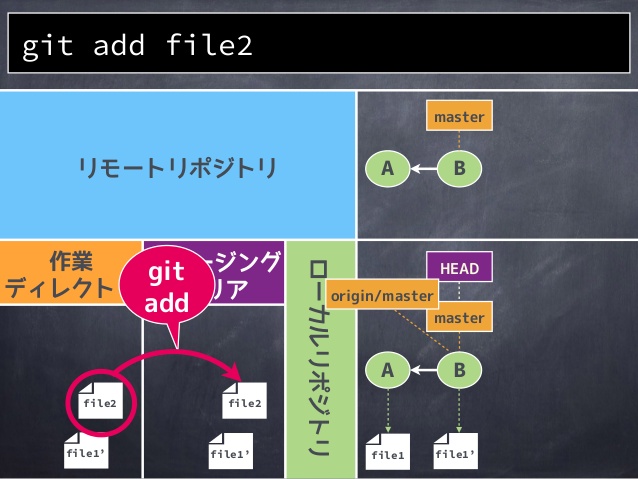 git add file2
master
リモートリポジトリ
A
B
作業
ディレクト
git
add
ージング
リア
ローカルリポジトリ
HEAD
origin/master
master
A
B
file2
file2
file1’
file1’
file1
file1’